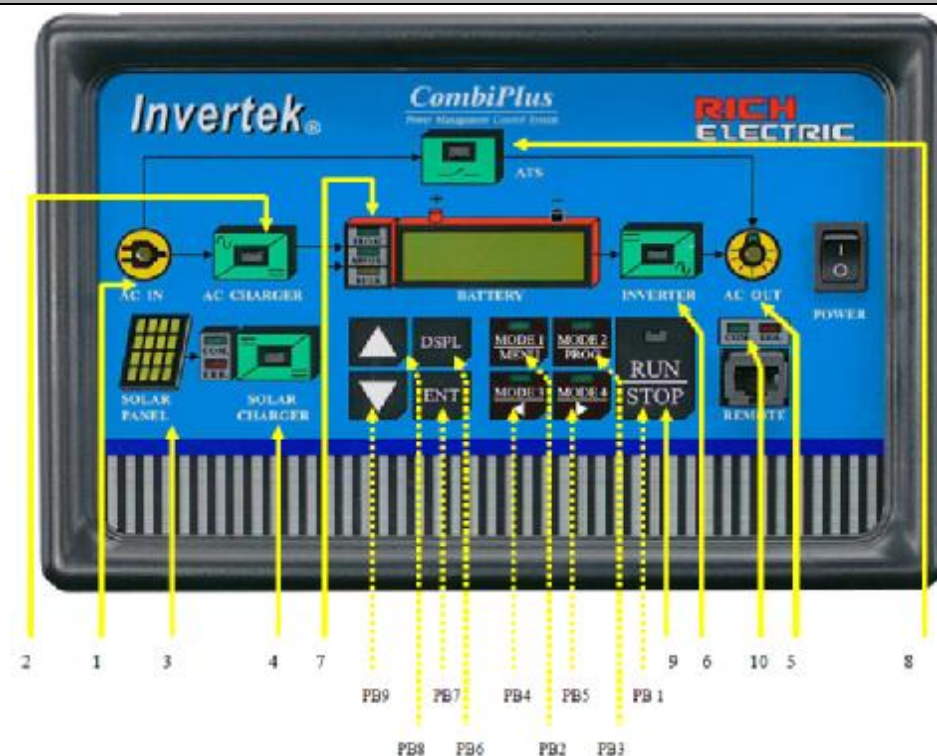 Invertek®
CombiPlus
Power Management Control System
RICH
ELECTRIC
ATS
+
−
AC IN
AC CHARGER
BATTERY
INVERTER
AC OUT
I
O
POWER
SOLAR
PANEL
SOLAR
CHARGER
DSPL
ENT
MODE 1
MENU
MODE 2
PROG
MODE 3
MODE 4
RUN
STOP
REMOTE
2 1 3 4 7 9 6 10 5 8
PB9 PB7 PB4 PB5 PB 1
PB8 PB6 PB2 PB3